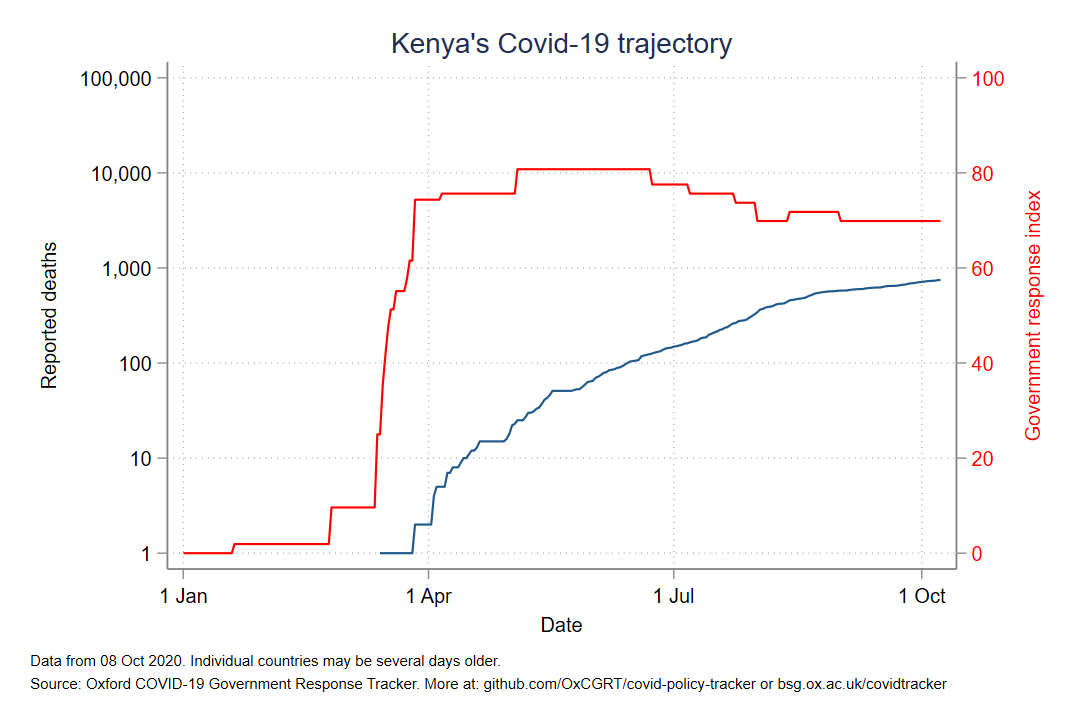 Kenya's Covid-19 trajectory
100,000
10,000
1,000
100
10
1
Reported deaths
100
80
60
40
20
0
Government response index
1 Jan
1 Apr
1 Jul
1 Oct
Date
Data from 08 Oct 2020. Individual countries may be several days older.
Source: Oxford COVID-19 Government Response Tracker. More at: github.com/OxCGRT/covid-policy-tracker or bsg.ox.ac.uk/covidtracker